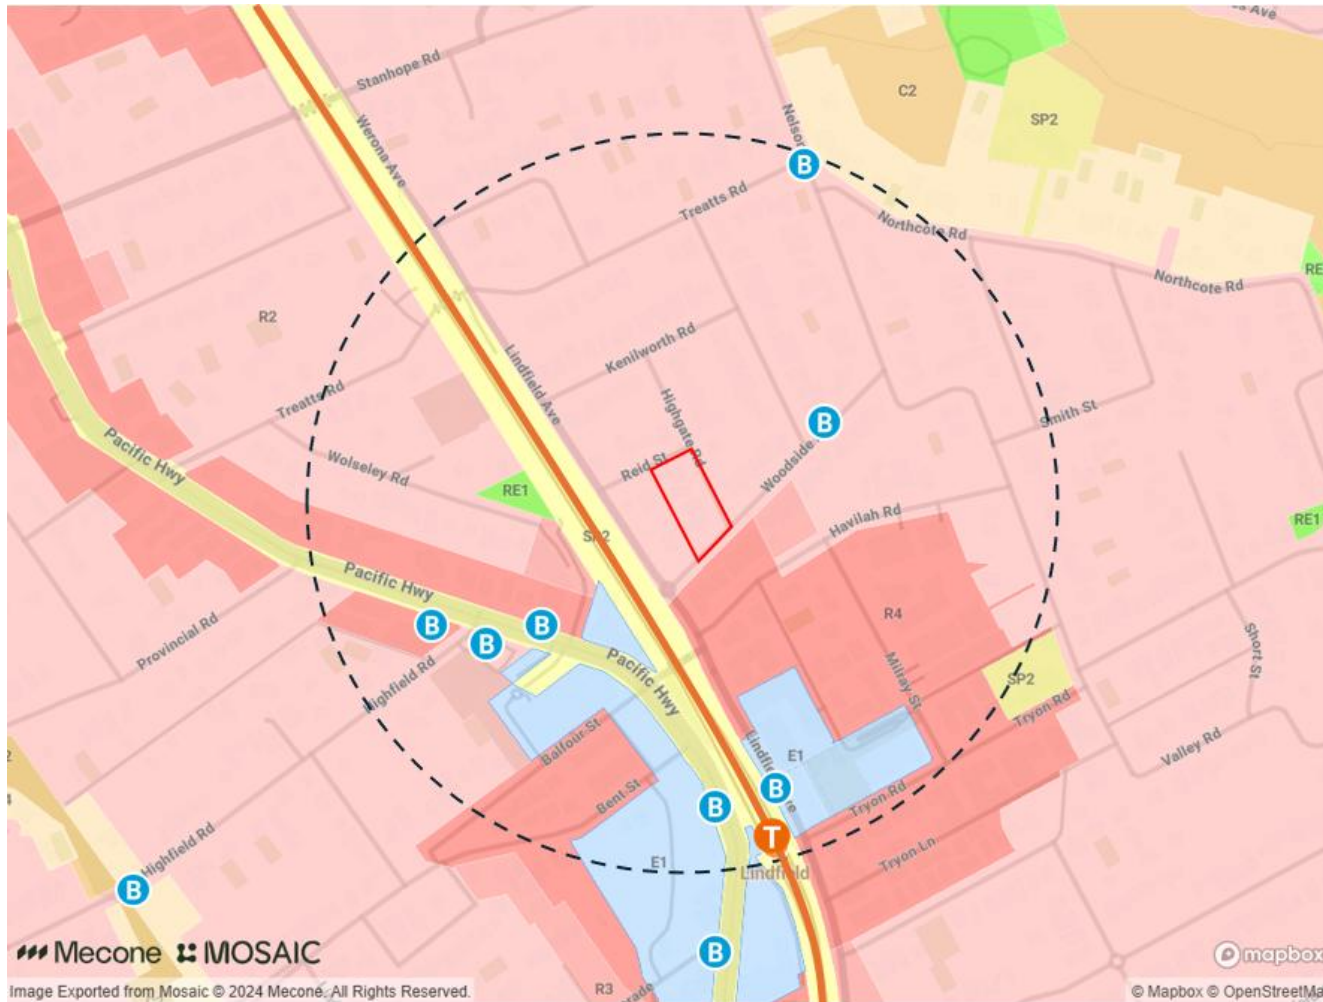 Stanhope Rd
C2
SP2
Werona Ave
B
Treatts Rd
Northcote Rd
Northcote Rd
RE
R2
Kenilworth Rd
Lindfield Ave
Highgate Rd
B
Smith St
Treatts Rd
Wolseley Rd
Reid St
Woodside
Pacific Hwy
RE1
Havilah Rd
RE1
SP2
Pacific Hwy
R4
Provincial Rd
B
B
B
Highfield Rd
Pacific Hwy
Milray St
SP2
Short St
Tryon Rd
Balfour St
E1
Valley Rd
Bent St
B
B
Tryon Rd
T
Highfield Rd
E1
Tryon Ln
Lindfield
B
Mecone MOSAIC
B
mapbox
R3
Image Exported from Mosaic © 2024 Mecone. All Rights Reserved.
© Mapbox © OpenStreetMa